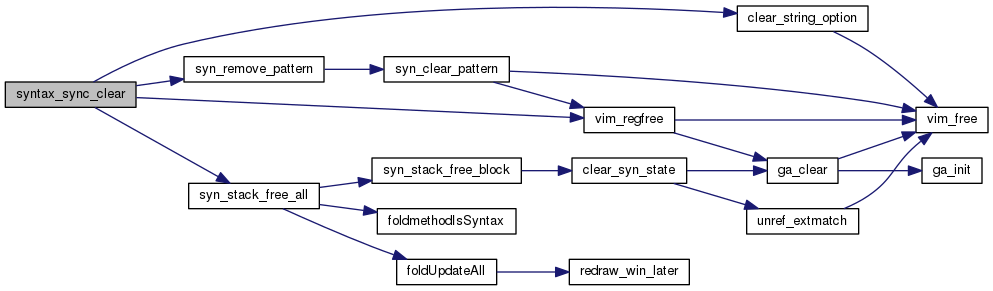 clear_string_option
syn_remove_pattern
syn_clear_pattern
syntax_sync_clear
vim_regfree
vim_free
syn_stack_free_block
clear_syn_state
ga_clear
ga_init
syn_stack_free_all
foldmethodIsSyntax
unref_extmatch
foldUpdateAll
redraw_win_later